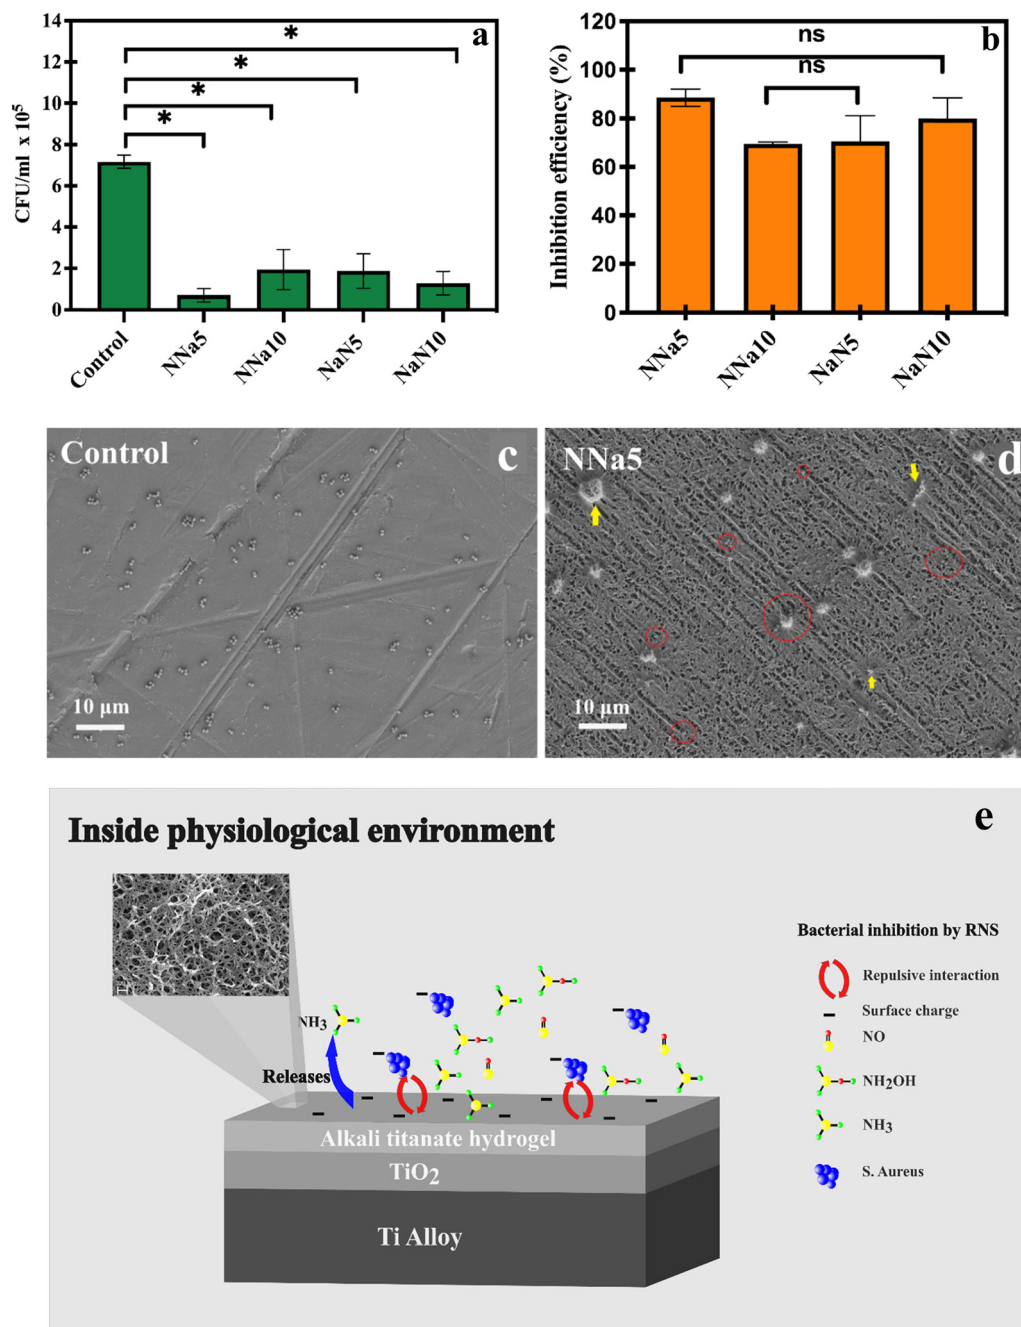 a
14
12
10
8
6
4
2
0
CFU/ml x 10⁵
*
*
*
*
Control
NNa5
NNa10
NaN5
NaN10
b
120
100
80
60
40
20
0
Inhibition efficiency (%)
ns
ns
NNa5
NNa10
NaN5
NaN10
Control
c
10 µm
NNa5
d
10 µm
e
Inside physiological environment
NH3
Releases
Alkali titanate hydrogel
TiO2
Ti Alloy
Bacterial inhibition by RNS
Repulsive interaction
Surface charge
NO
NH2OH
NH3
S. Aureus